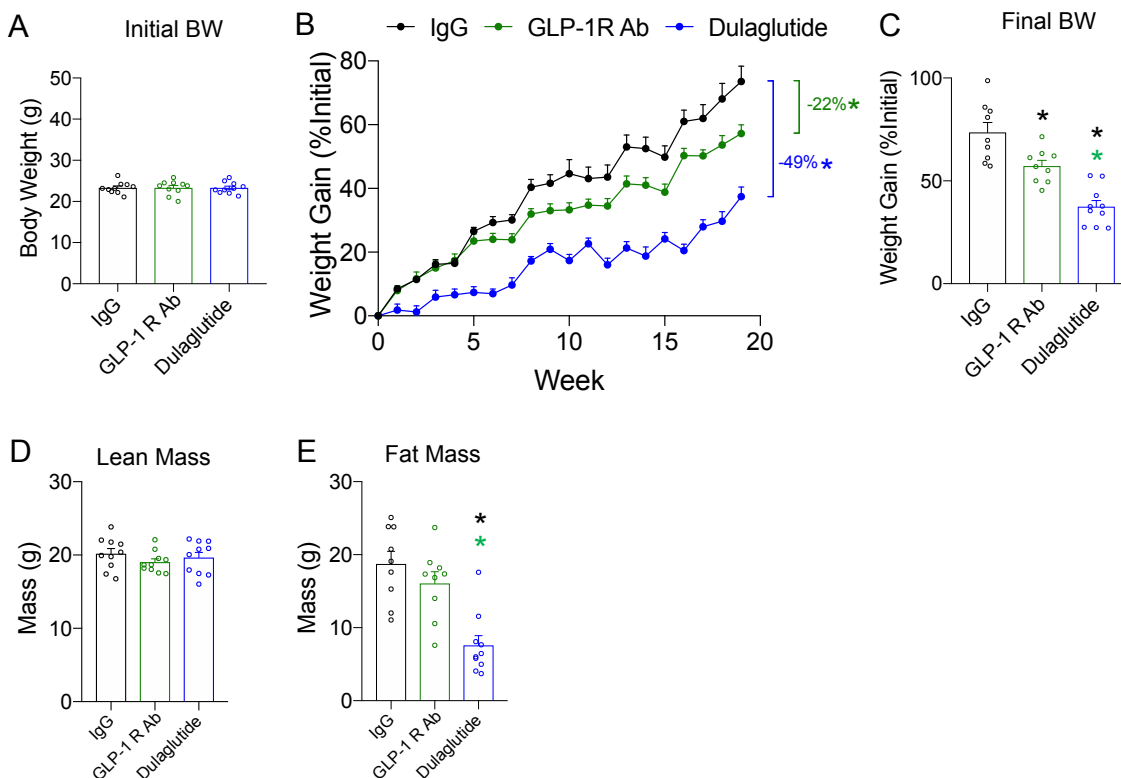 A
Initial BW
Body Weight (g)
50
40
30
20
10
0
IgG
GLP-1 R Ab
Dulaglutide
B
IgG
GLP-1R Ab
Dulaglutide
Weight Gain (%Initial)
80
60
40
20
0
0 5 10 15 20
Week
-22%*
-49%*
C
Final BW
Weight Gain (%Initial)
100
50
0
*
*
*
IgG
GLP-1 R Ab
Dulaglutide
D
Lean Mass
Mass (g)
30
20
10
0
IgG
GLP-1 R Ab
Dulaglutide
E
Fat Mass
Mass (g)
30
20
10
0
*
*
IgG
GLP-1 R Ab
Dulaglutide